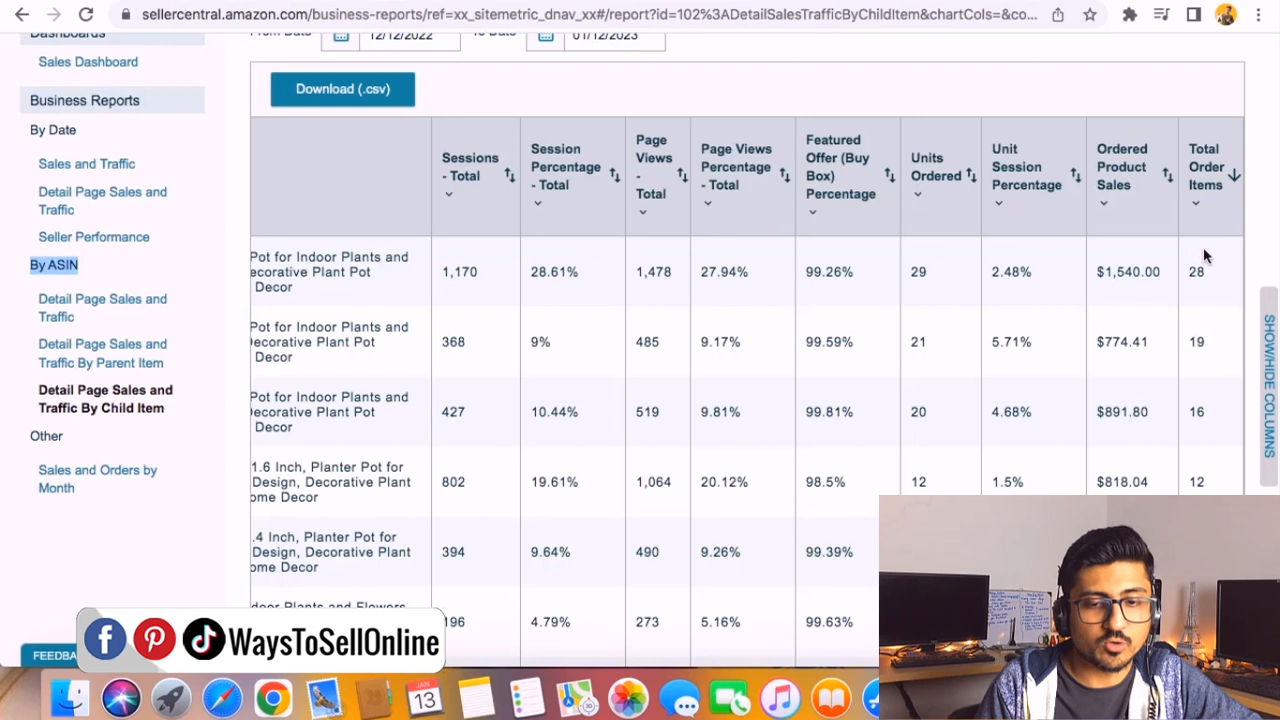 sellercentral.amazon.com/business-reports/ref=xx_sitemetric_dnav_xx#/report?id=102%3ADetailSalesTrafficByChildItem&chartCols=&co...
Dashboards
Sales Dashboard
Business Reports
By Date
Sales and Traffic
Detail Page Sales and
Traffic
Seller Performance
By ASIN
Detail Page Sales and
Traffic
Detail Page Sales and
Traffic By Parent Item
Detail Page Sales and
Traffic By Child Item
Other
Sales and Orders by
Month
FEEDBA
From Date 12/12/2022 To Date 01/12/2023
Download (.csv)
Sessions
- Total
Session
Percentage
- Total
Page
Views
-
Total
Page Views
Percentage
- Total
Featured
Offer (Buy
Box)
Percentage
Units
Ordered
Unit
Session
Percentage
Ordered
Product
Sales
Total
Order
Items
Pot for Indoor Plants and
ecorative Plant Pot
Decor
1,170 28.61% 1,478 27.94% 99.26% 29 2.48% $1,540.00 28
Pot for Indoor Plants and
Decorative Plant Pot
Decor
368 9% 485 9.17% 99.59% 21 5.71% $774.41 19
Pot for Indoor Plants and
Decorative Plant Pot
Decor
427 10.44% 519 9.81% 99.81% 20 4.68% $891.80 16
1.6 Inch, Planter Pot for
Design, Decorative Plant
ome Decor
802 19.61% 1,064 20.12% 98.5% 12 1.5% $818.04 12
.4 Inch, Planter Pot for
Design, Decorative Plant
ome Decor
394 9.64% 490 9.26% 99.39%
door Plants and Flowers
196 4.79% 273 5.16% 99.63%
SHOW/HIDE COLUMNS
WaysToSellOnline
JAN
13